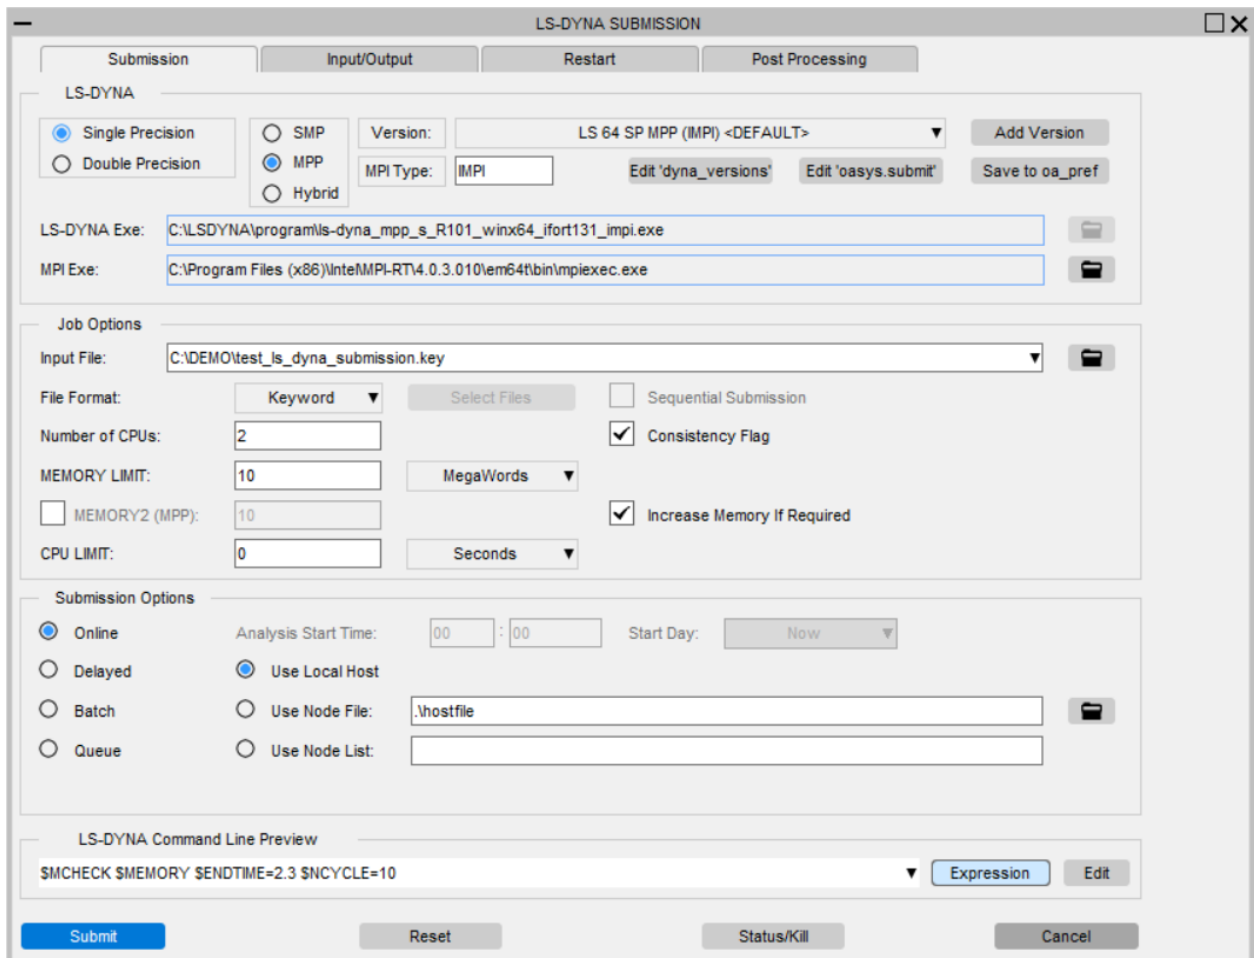 LS-DYNA SUBMISSION
Submission Input/Output Restart Post Processing
LS-DYNA
Single Precision SMP Version: LS 64 SP MPP (IMPI) <DEFAULT> Add Version
Double Precision MPP MPI Type: IMPI Edit 'dyna_versions' Edit 'oasys.submit' Save to oa_pref
Hybrid
LS-DYNA Exe: C:\LSDYNA\program\ls-dyna_mpp_s_R101_winx64_ifort131_impi.exe
MPI Exe: C:\Program Files (x86)\Intel\MPI-RT\4.0.3.010\em64t\bin\mpiexec.exe
Job Options
Input File: C:\DEMO\test_ls_dyna_submission.key
File Format: Keyword Select Files Sequential Submission
Number of CPUs: 2 Consistency Flag
MEMORY LIMIT: 10 MegaWords
MEMORY2 (MPP): 10 Increase Memory If Required
CPU LIMIT: 0 Seconds
Submission Options
Online Analysis Start Time: 00 : 00 Start Day: Now
Delayed Use Local Host
Batch Use Node File: .\hostfile
Queue Use Node List:
LS-DYNA Command Line Preview
$MCHECK $MEMORY $ENDTIME=2.3 $NCYCLE=10 Expression Edit
Submit Reset Status/Kill Cancel